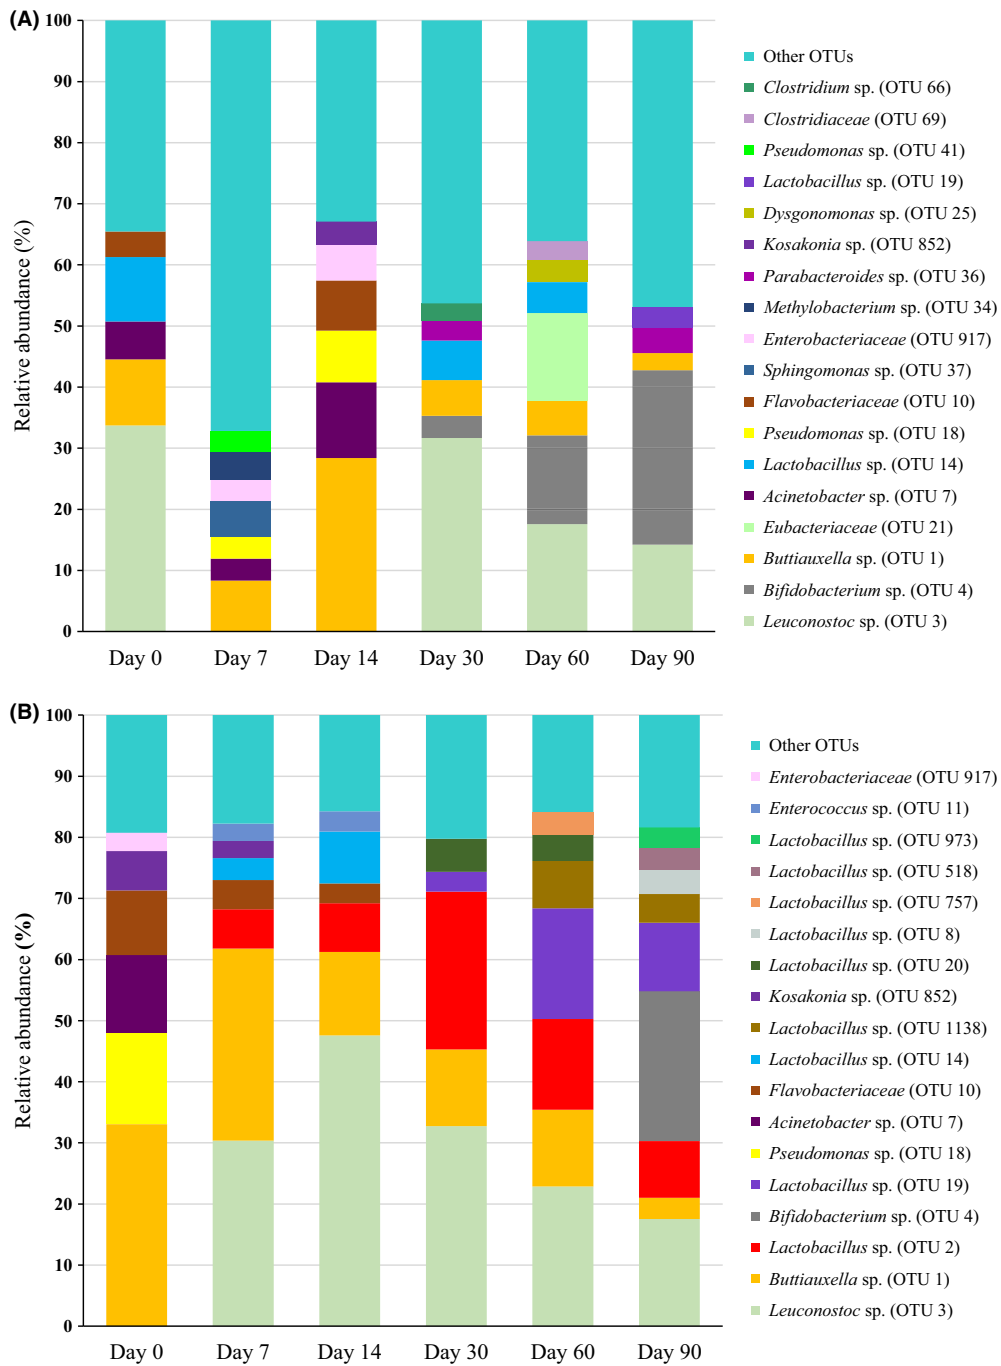 (A)
100
90
80
70
60
50
40
30
20
10
0
Relative abundance (%)
Day 0 Day 7 Day 14 Day 30 Day 60 Day 90
Other OTUs
Clostridium sp. (OTU 66)
Clostridiaceae (OTU 69)
Pseudomonas sp. (OTU 41)
Lactobacillus sp. (OTU 19)
Dysgonomonas sp. (OTU 25)
Kosakonia sp. (OTU 852)
Parabacteroides sp. (OTU 36)
Methylobacterium sp. (OTU 34)
Enterobacteriaceae (OTU 917)
Sphingomonas sp. (OTU 37)
Flavobacteriaceae (OTU 10)
Pseudomonas sp. (OTU 18)
Lactobacillus sp. (OTU 14)
Acinetobacter sp. (OTU 7)
Eubacteriaceae (OTU 21)
Buttiauxella sp. (OTU 1)
Bifidobacterium sp. (OTU 4)
Leuconostoc sp. (OTU 3)
(B)
100
90
80
70
60
50
40
30
20
10
0
Relative abundance (%)
Day 0 Day 7 Day 14 Day 30 Day 60 Day 90
Other OTUs
Enterobacteriaceae (OTU 917)
Enterococcus sp. (OTU 11)
Lactobacillus sp. (OTU 973)
Lactobacillus sp. (OTU 518)
Lactobacillus sp. (OTU 757)
Lactobacillus sp. (OTU 8)
Lactobacillus sp. (OTU 20)
Kosakonia sp. (OTU 852)
Lactobacillus sp. (OTU 1138)
Lactobacillus sp. (OTU 14)
Flavobacteriaceae (OTU 10)
Acinetobacter sp. (OTU 7)
Pseudomonas sp. (OTU 18)
Lactobacillus sp. (OTU 19)
Bifidobacterium sp. (OTU 4)
Lactobacillus sp. (OTU 2)
Buttiauxella sp. (OTU 1)
Leuconostoc sp. (OTU 3)